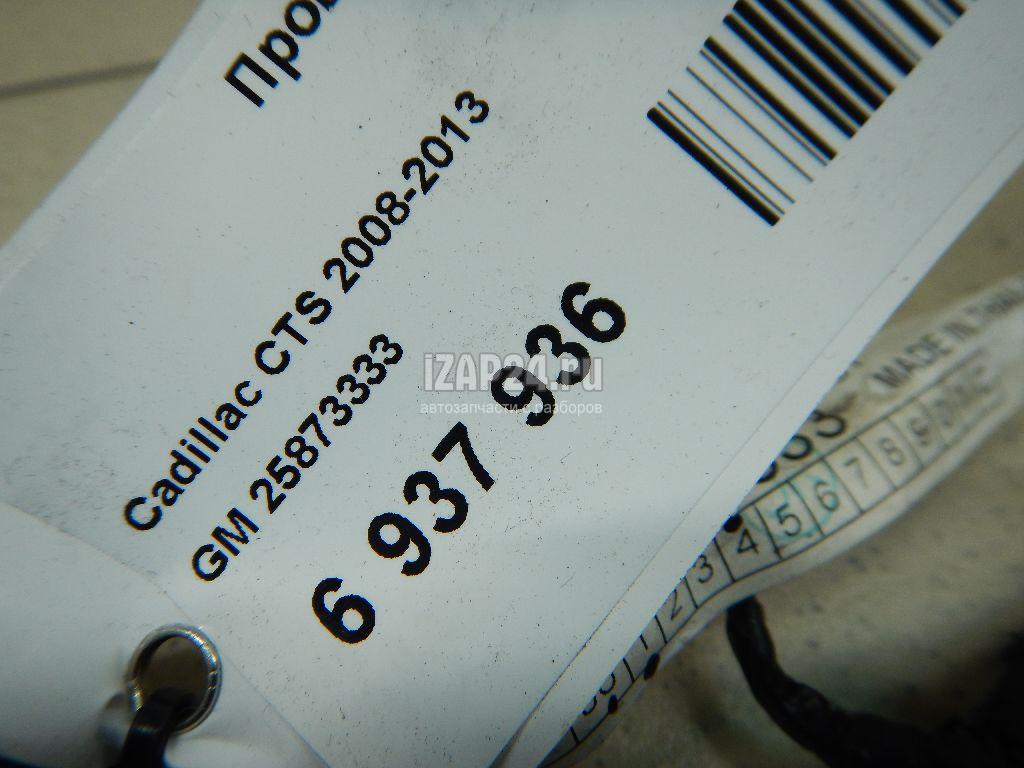 Cadillac CTS 2008-2013
GM 25873333
6 937 936
iZAP24.ru
автозапчасти с разборов
MADE IN
1 2 3 4 5 6 7 8 9